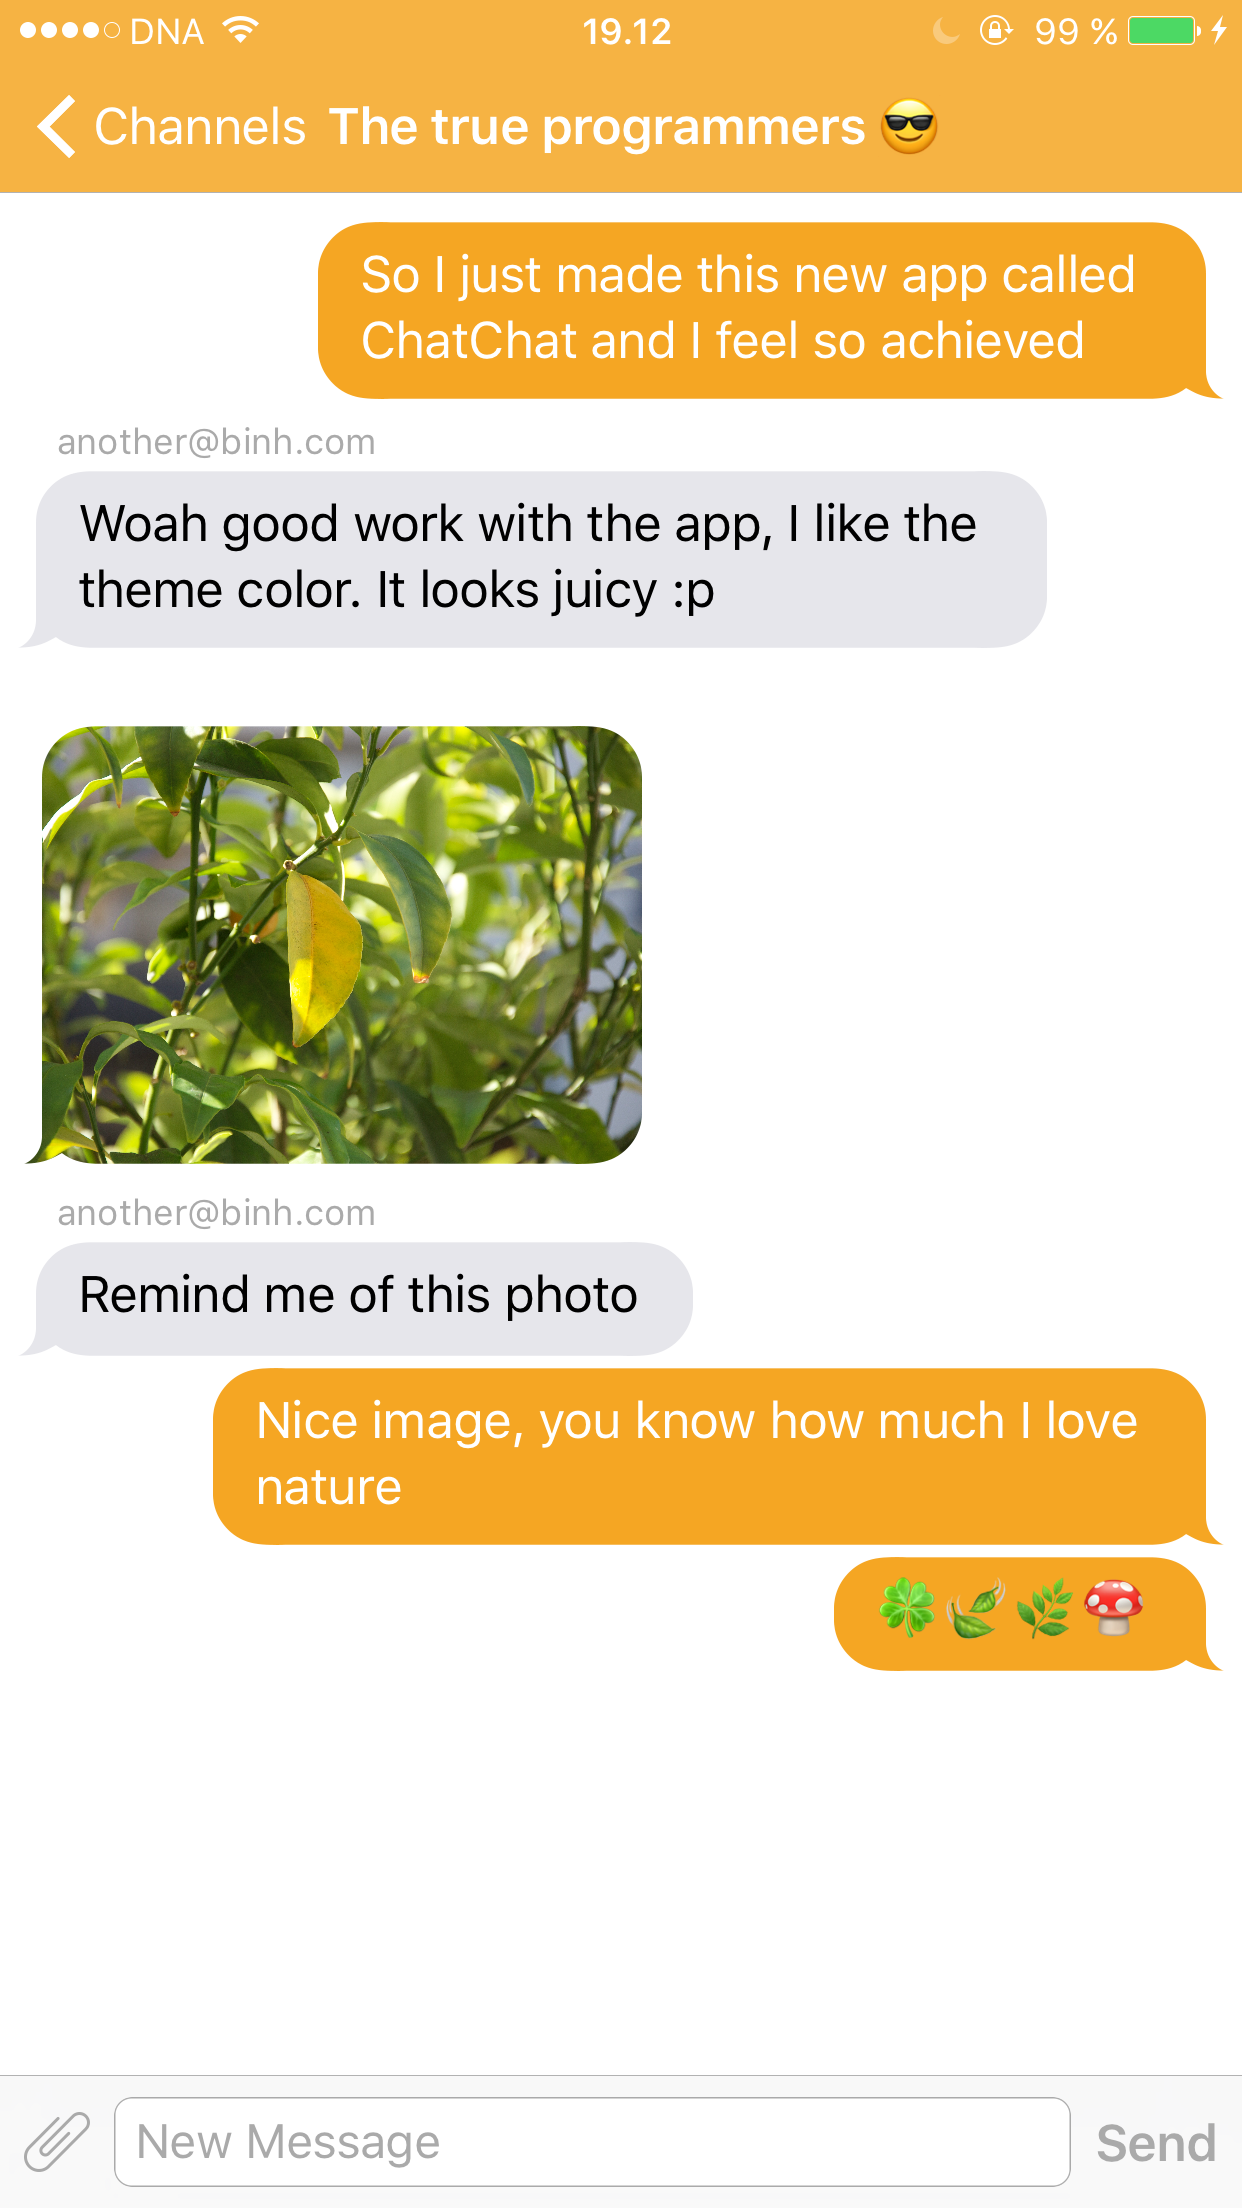 DNA 19.12 99 %
Channels The true programmers 😎
So I just made this new app called
ChatChat and I feel so achieved
another@binh.com
Woah good work with the app, I like the
theme color. It looks juicy :p
another@binh.com
Remind me of this photo
Nice image, you know how much I love
nature
🍀🍃🌿🍄
New Message Send